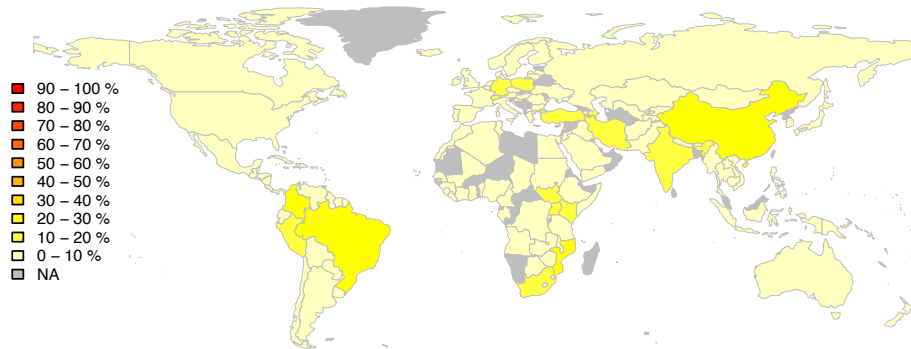 90 – 100 %
80 – 90 %
70 – 80 %
60 – 70 %
50 – 60 %
40 – 50 %
30 – 40 %
20 – 30 %
10 – 20 %
0 – 10 %
NA